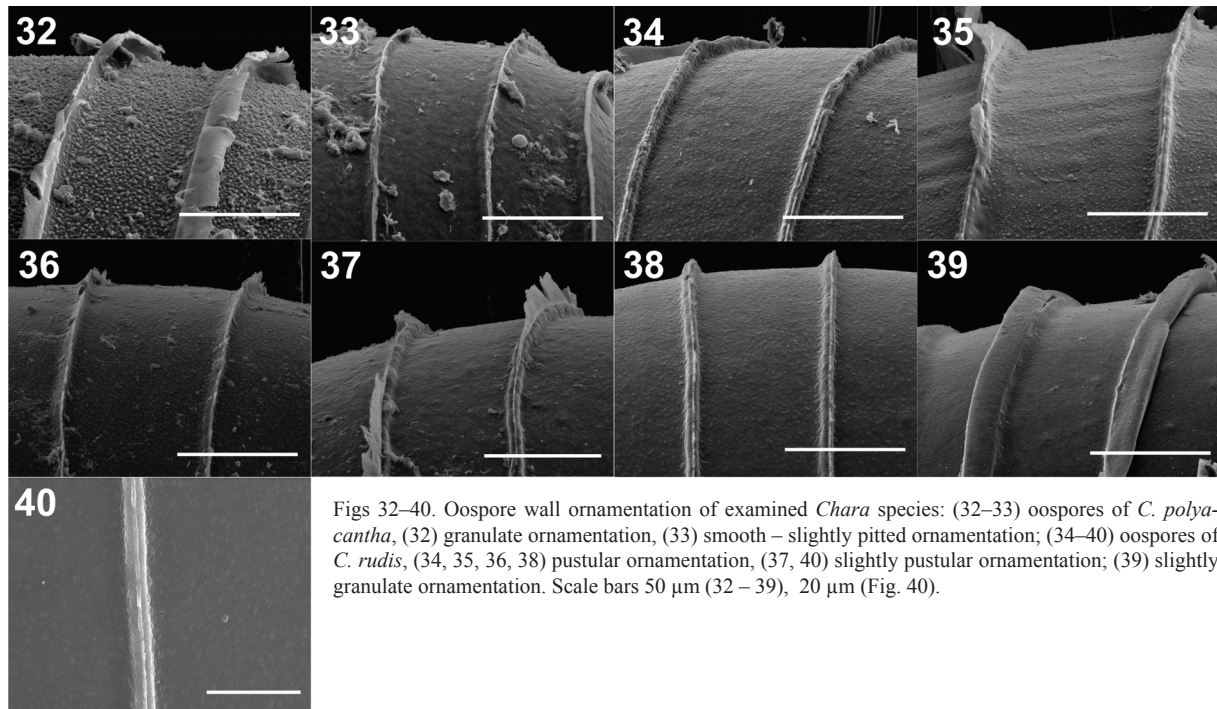 32 33 34 35
36 37 38 39
40
Figs 32–40. Oospore wall ornamentation of examined Chara species: (32–33) oospores of C. polya-
cantha, (32) granulate ornamentation, (33) smooth – slightly pitted ornamentation; (34–40) oospores of
C. rudis, (34, 35, 36, 38) pustular ornamentation, (37, 40) slightly pustular ornamentation; (39) slightly
granulate ornamentation. Scale bars 50 µm (32 – 39), 20 µm (Fig. 40).